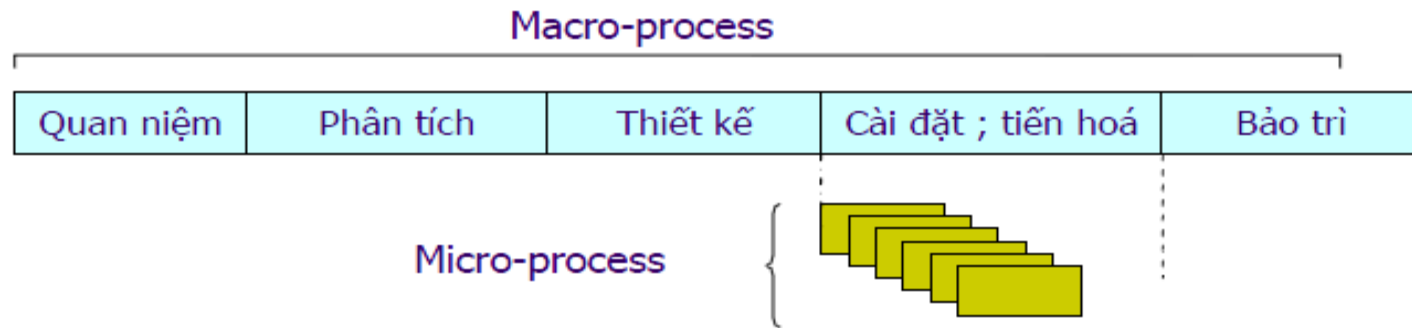 Macro-process
Quan niệm Phân tích Thiết kế Cài đặt ; tiến hoá Bảo trì
Micro-process